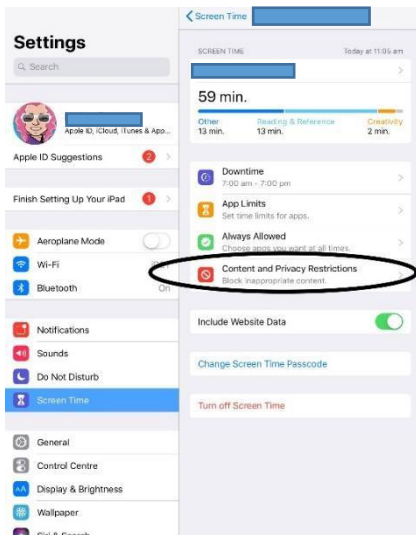 Settings
Search
Apple ID, iCloud, iTunes & App...
Apple ID Suggestions 2
Finish Setting Up Your iPad 1
Aeroplane Mode
Wi-Fi
Bluetooth On
Notifications
Sounds
Do Not Disturb
Screen Time
General
Control Centre
AA Display & Brightness
Wallpaper
Siri & Search
Screen Time
SCREEN TIME Today at 11:05 am
59 min.
Other Reading & Reference Creativity
13 min. 13 min. 2 min.
Downtime
7:00 am - 7:00 pm
App Limits
Set time limits for apps.
Always Allowed
Choose apps you want at all times.
Content and Privacy Restrictions
Block inappropriate content.
Include Website Data
Change Screen Time Passcode
Turn off Screen Time